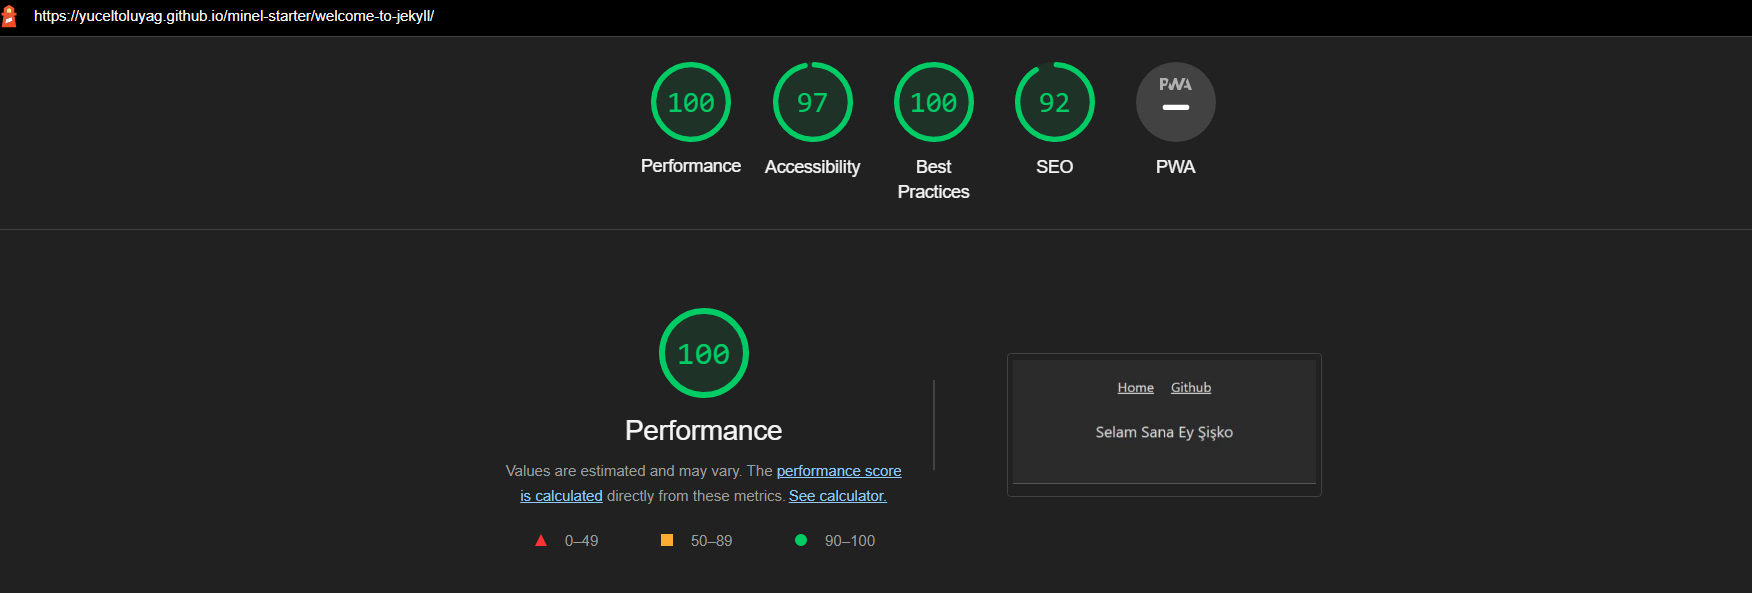 https://yuceltoluyag.github.io/minel-starter/welcome-to-jekyll/
100
97
100
92
PWA
Performance
Accessibility
Best
Practices
SEO
PWA
100
Performance
Values are estimated and may vary. The performance score
is calculated directly from these metrics. See calculator.
0–49
50–89
90–100
Home Github
Selam Sana Ey Şişko